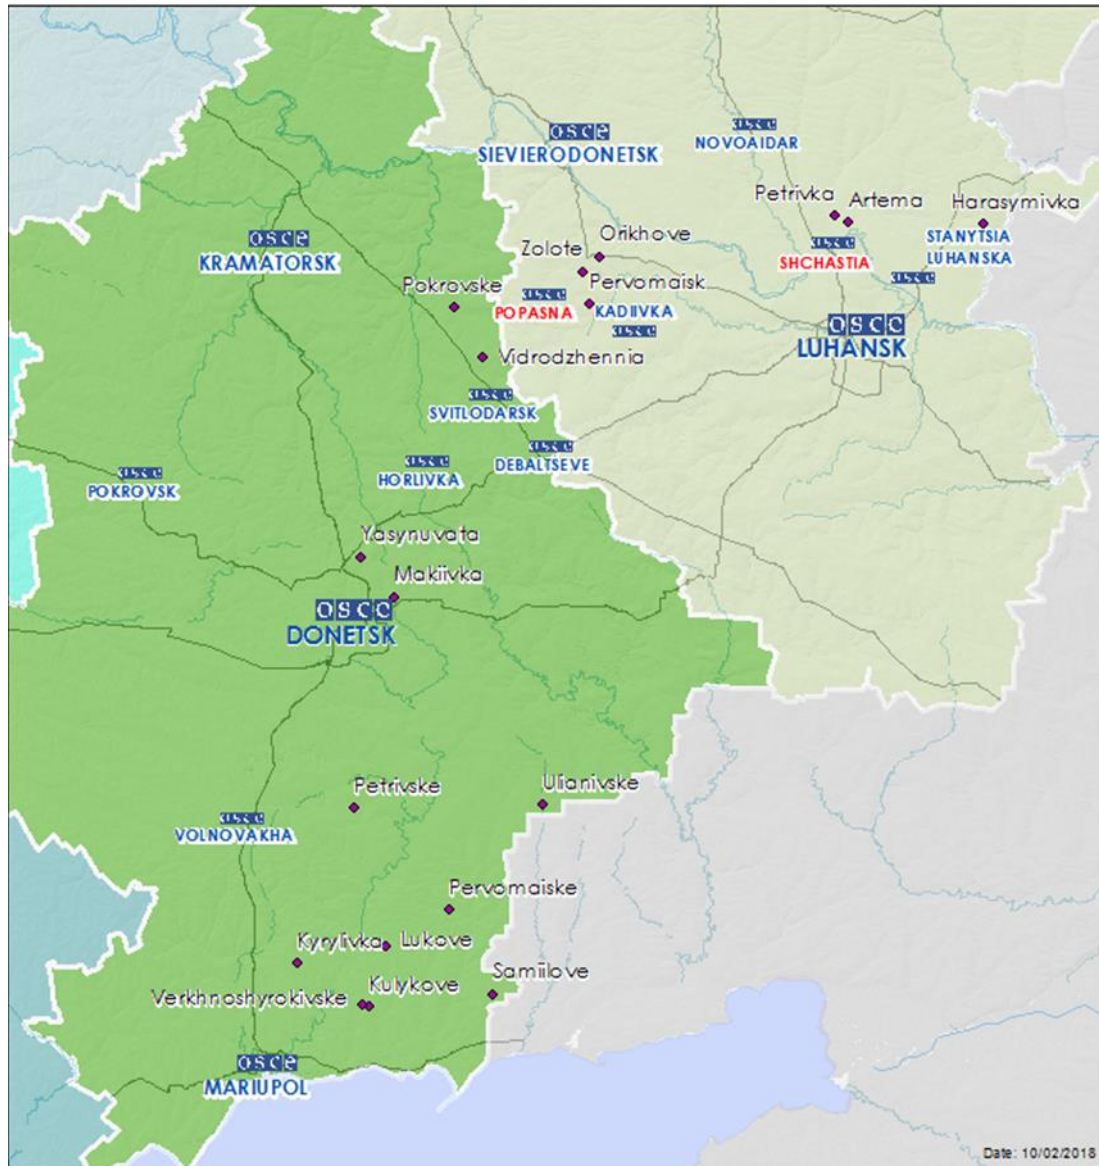 osce
SIEVIERODONETSK
osce
NOVOAIDAR
Petrivka
Artema
Harasymivka
osce
KRAMATORSK
Orikhove
Zolote
osce
SHCHASTIA
STANYTSIA
LUHANSKA
osce
Pokrovske
Pervomaisk
osce
POPASNA
KADIIVKA
osce
osce
LUHANSK
Vidrodzhennia
osce
SVITLODARSK
osce
DEBALTSEVE
osce
HORLIVKA
osce
POKROVSK
Yasynuvata
Makiivka
osce
DONETSK
Petrivske
Ulianivske
osce
VOLNOVAKHA
Pervomaiske
Kyrylivka
Lukove
Samiilove
Verkhnoshyrokivske
Kulykove
osce
MARIUPOL
Date: 10/02/2018